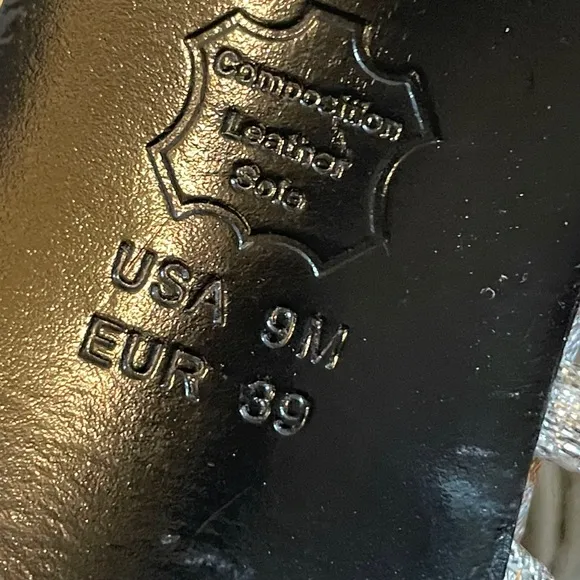 Composition
Leather
Sole
USA 9M
EUR 39